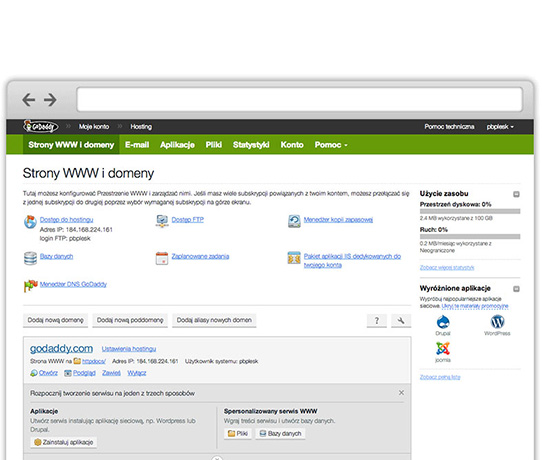 GoDaddy Moje konto Hosting Pomoc techniczna pbplesk
Strony WWW i domeny E-mail Aplikacje Pliki Statystyki Konto Pomoc
Strony WWW i domeny
Tutaj możesz konfigurować Przestrzenie WWW i zarządzać nimi. Jeśli masz wiele subskrypcji powiązanych z twoim kontem, możesz przełączać się
z jednej subskrypcji do drugiej poprzez wybór wymaganej subskrypcji na górze ekranu.
Dostęp do hostingu
Adres IP: 184.168.224.161
login FTP: pbplesk
Dostęp FTP
Menedżer kopii zapasowej
Bazy danych
Zaplanowane zadania
Pakiet aplikacji IIS dedykowanych do
twojego konta
Menedżer DNS GoDaddy
Dodaj nową domenę Dodaj nową poddomenę Dodaj aliasy nowych domen ?
godaddy.com Ustawienia hostingu
Strona WWW na httpdocs/ Adres IP: 184.168.224.161 Użytkownik systemu: pbplesk
Otwórz Podgląd Zawieś Wyłącz
Rozpocznij tworzenie serwisu na jeden z trzech sposobów
Aplikacje
Utwórz serwis instalując aplikację sieciową, np. WordPress lub
Drupal.
Zainstaluj aplikacje
Spersonalizowany serwis WWW
Wgraj treści serwisu i utwórz bazy danych.
Pliki Bazy danych
Użycie zasobu
Przestrzeń dyskowa: 0%
2.4 MB wykorzystane z 100 GB
Ruch: 0%
0.2 MB/miesiąc wykorzystane z
Nieograniczone
Zobacz więcej statystyk
Wyróżnione aplikacje
Wypróbuj najpopularniejsze aplikacje
sieciowe. Ukryj te materiały promocyjne
Drupal WordPress
joomla
Zobacz pełną listę